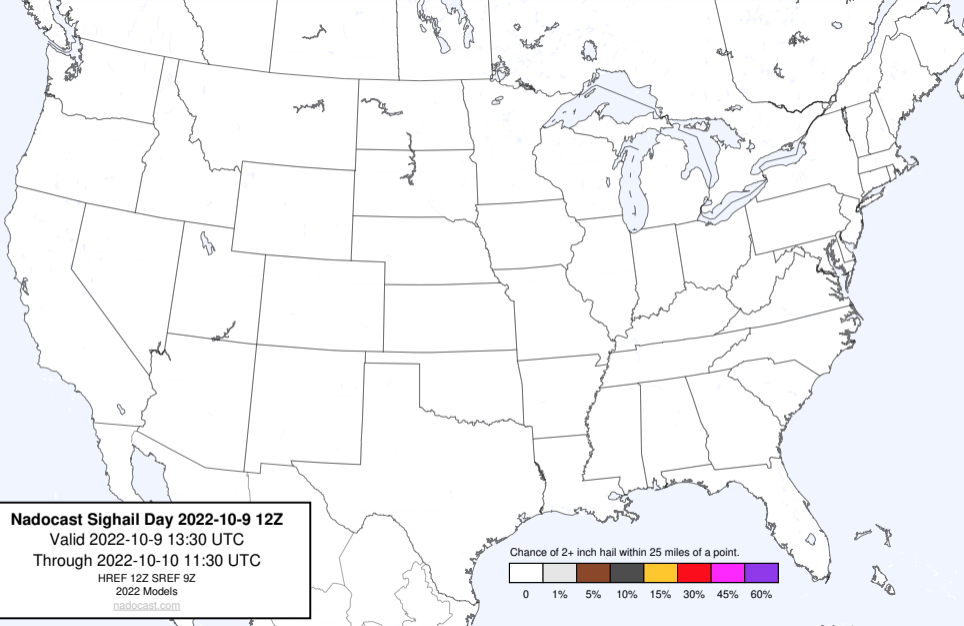 Nadocast Sighail Day 2022-10-9 12Z
Valid 2022-10-9 13:30 UTC
Through 2022-10-10 11:30 UTC
HREF 12Z SREF 9Z
2022 Models
nadocast.com
Chance of 2+ inch hail within 25 miles of a point.
0 1% 5% 10% 15% 30% 45% 60%